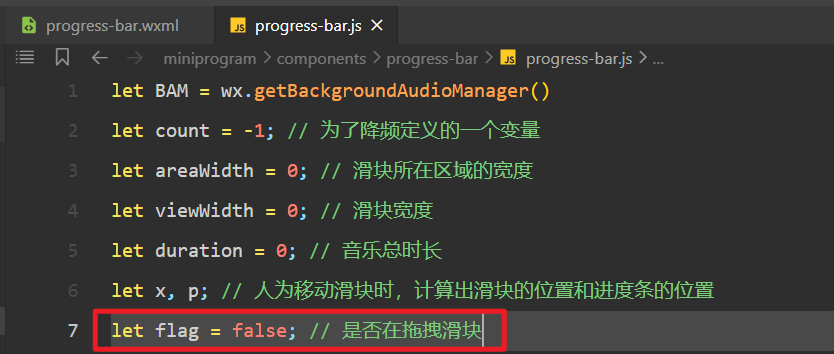 progress-bar.wxml
JS progress-bar.js ×
miniprogram > components > progress-bar > JS progress-bar.js > ...
1 let BAM = wx.getBackgroundAudioManager()
2 let count = -1; // 为了降频定义的一个变量
3 let areaWidth = 0; // 滑块所在区域的宽度
4 let viewWidth = 0; // 滑块宽度
5 let duration = 0; // 音乐总时长
6 let x, p; // 人为移动滑块时，计算出滑块的位置和进度条的位置
7 let flag = false; // 是否在拖拽滑块